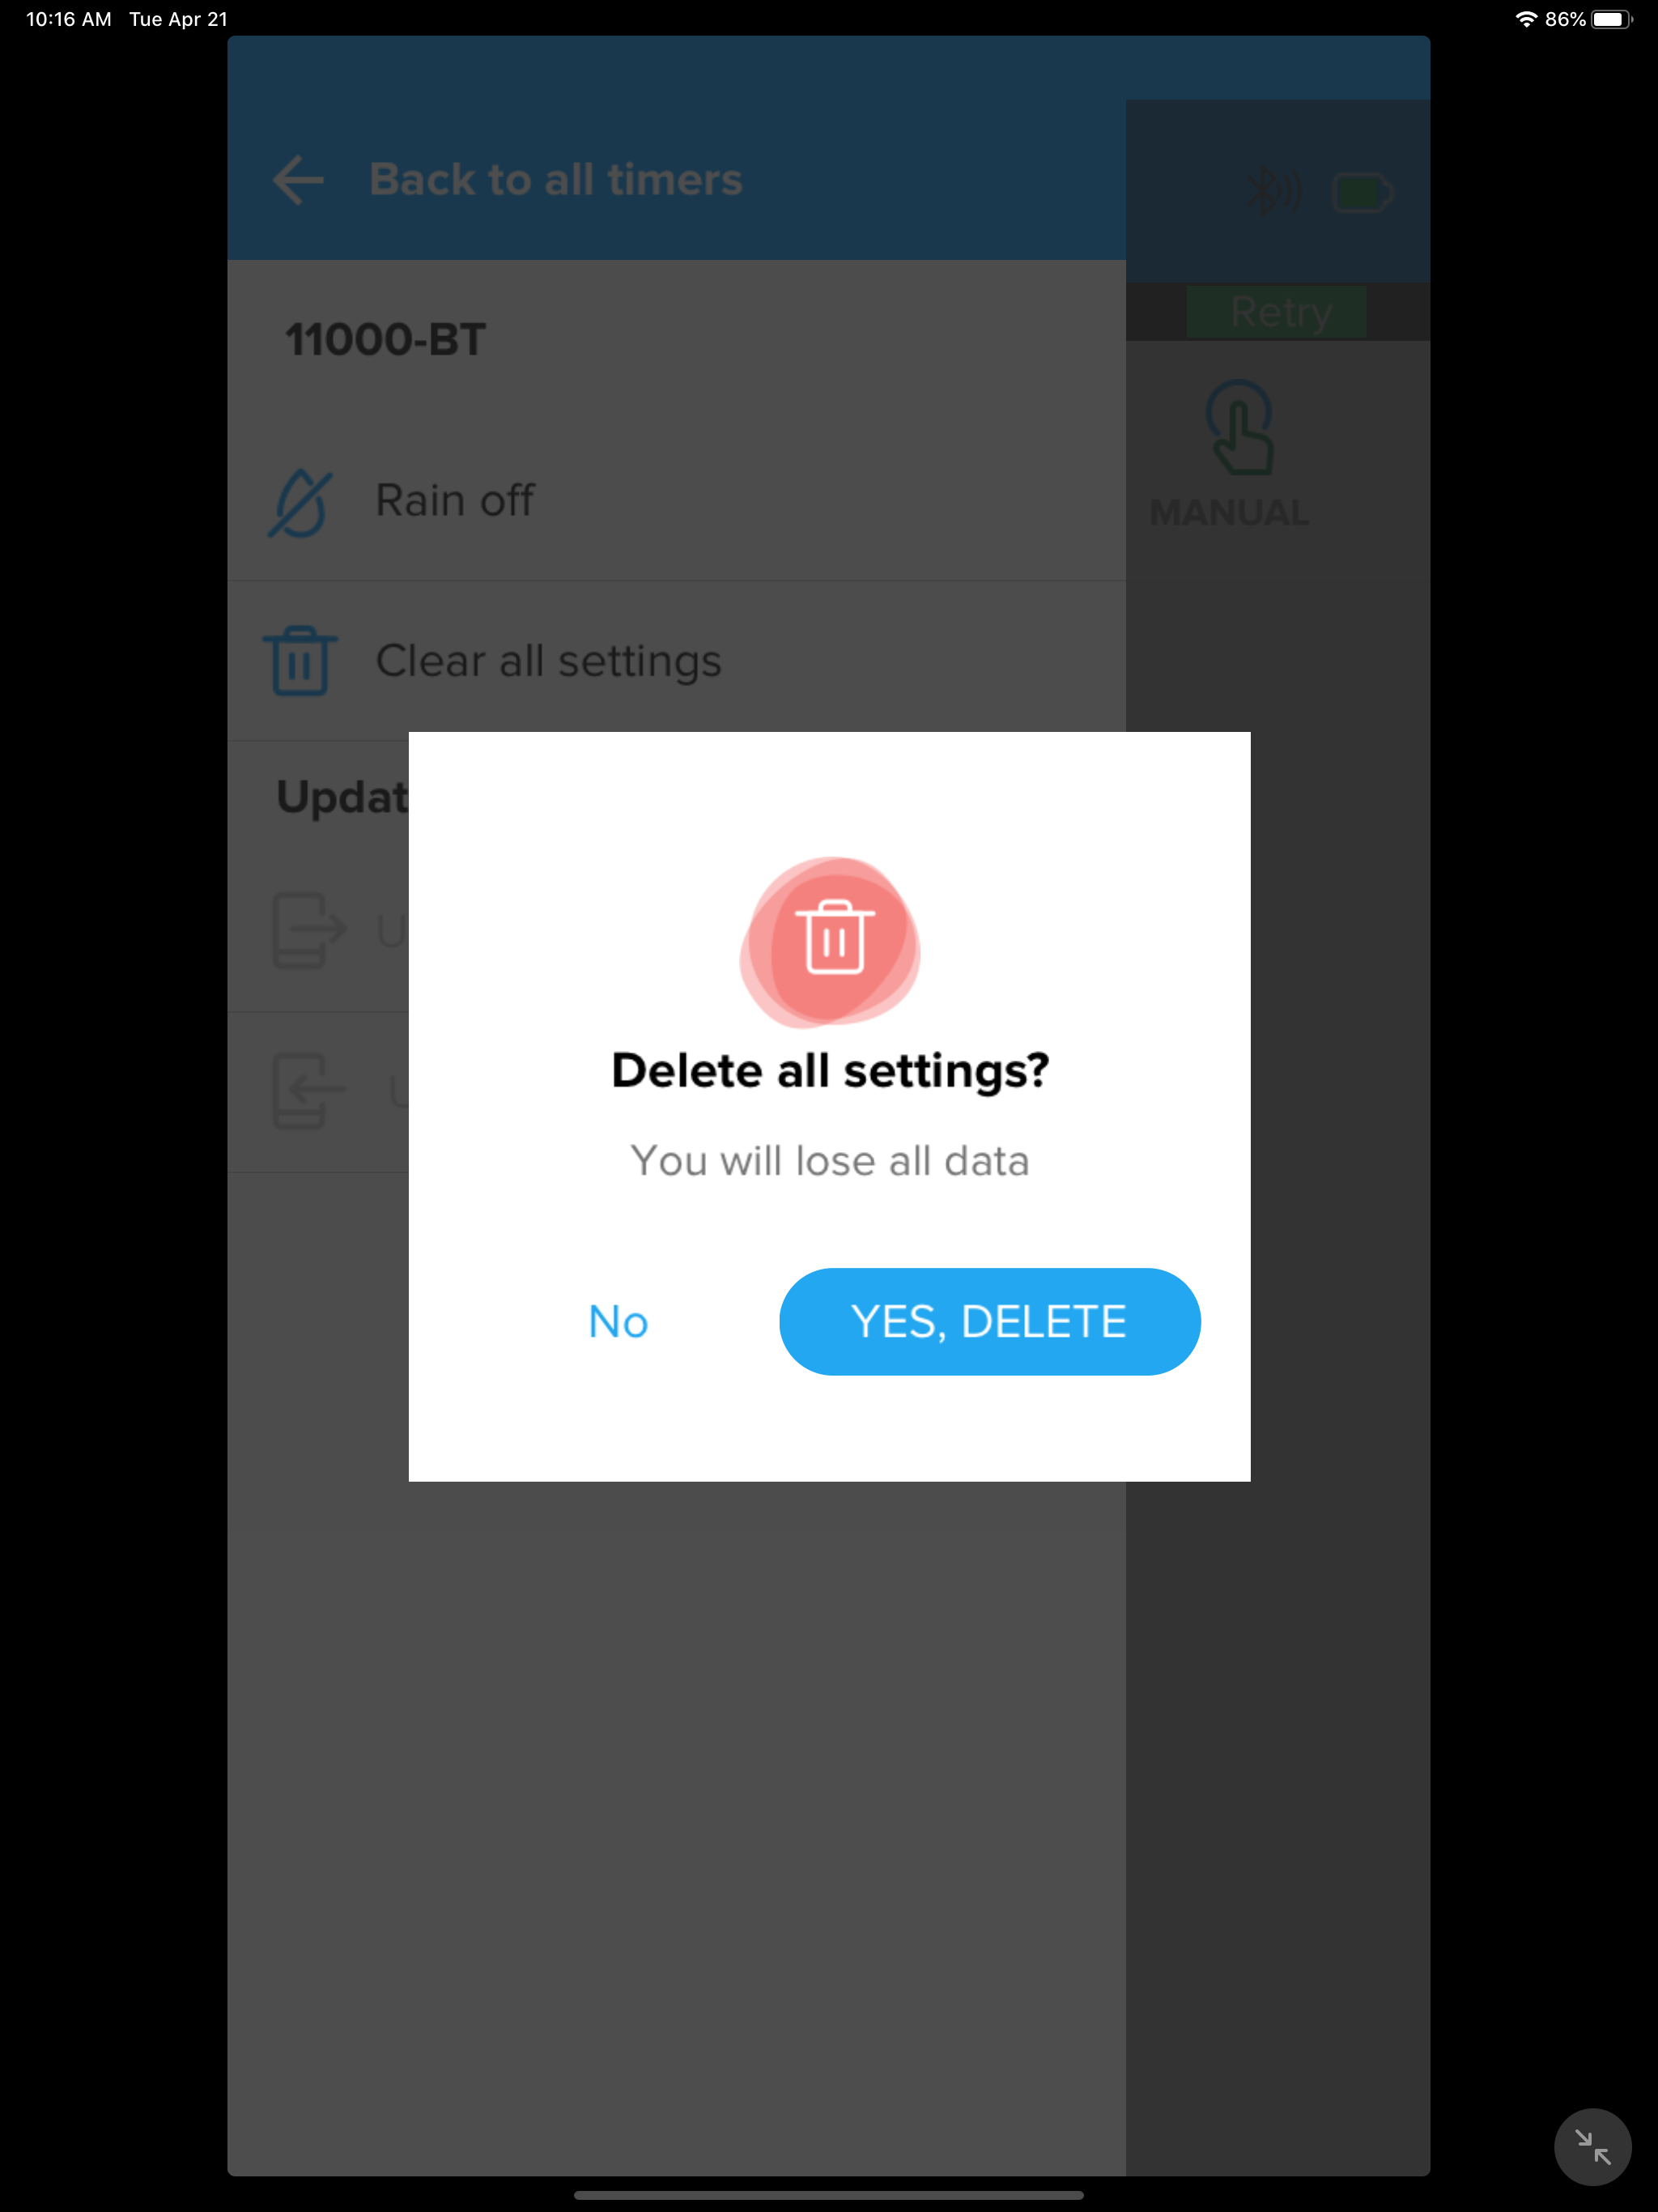 10:16 AM Tue Apr 21
86%
Back to all timers
Retry
11000-BT
MANUAL
Rain off
Clear all settings
Delete all settings?
You will lose all data
No
YES, DELETE